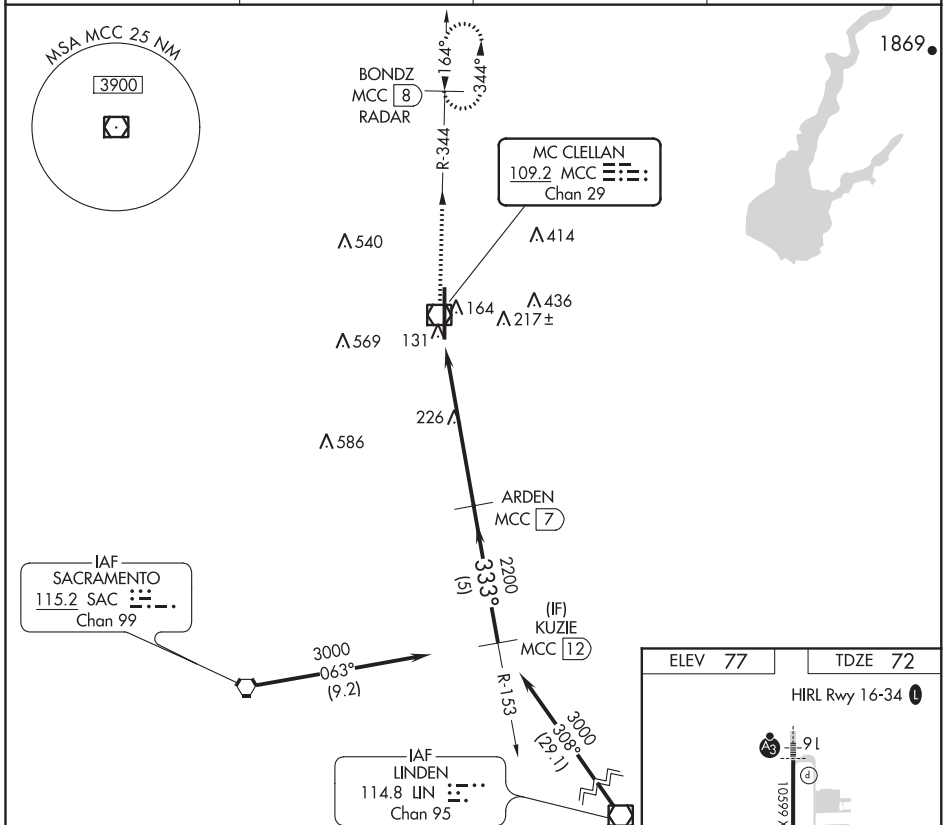 MSA MCC 25 NM
3900
BONDZ
MCC 8
RADAR
164°
344°
R-344
1869
MC CLELLAN
109.2 MCC
Chan 29
540
414
164
436
217±
569
131
226
586
ARDEN
MCC 7
2200
333°
(5)
IAF
SACRAMENTO
115.2 SAC
Chan 99
(IF)
KUZIE
MCC 12
3000
063°
(9.2)
R-153
3000
308°
(29.1)
IAF
LINDEN
114.8 LIN
Chan 95
ELEV 77
TDZE 72
HIRL Rwy 16-34 L
A3
16
P
10599 X